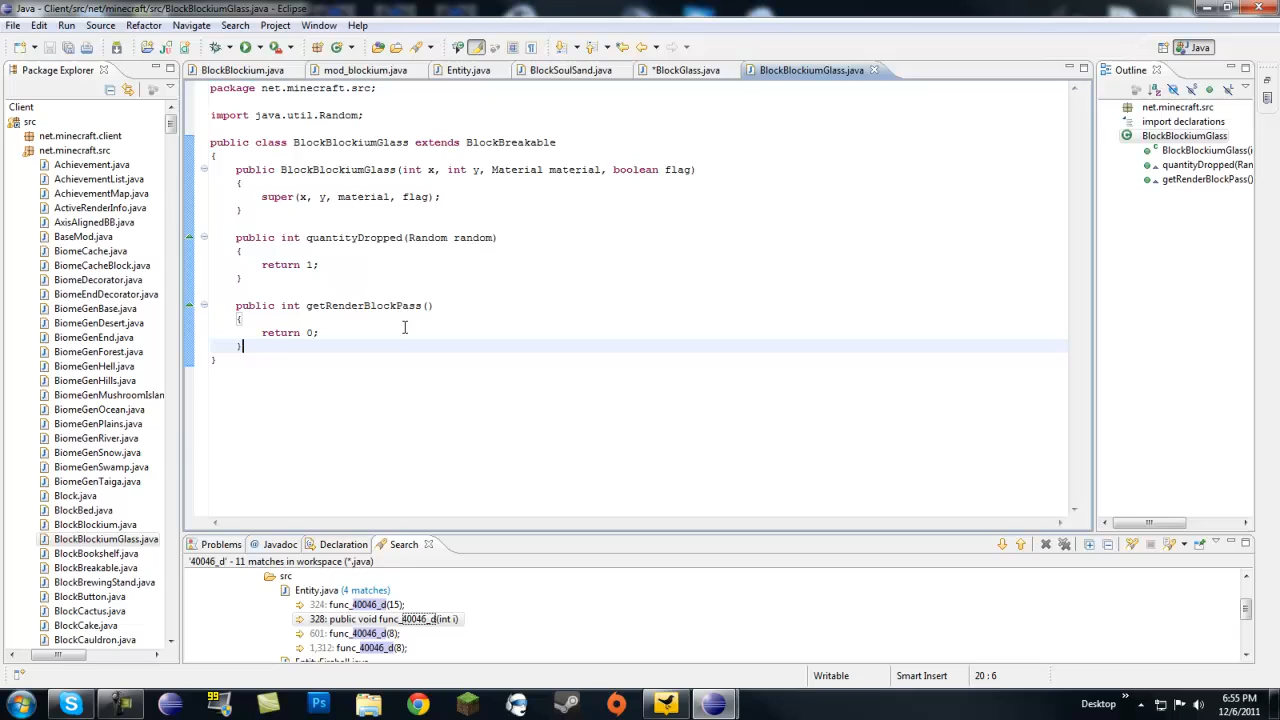 Java - Client/src/net/minecraft/src/BlockBlockiumGlass.java - Eclipse
File Edit Run Source Refactor Navigate Search Project Window Help
Java
Package Explorer
BlockBlockium.java
mod_blockium.java
Entity.java
BlockSoulSand.java
*BlockGlass.java
BlockBlockiumGlass.java
Outline
Client
src
net.minecraft.client
net.minecraft.src
Achievement.java
AchievementList.java
AchievementMap.java
ActiveRenderInfo.java
AxisAlignedBB.java
BaseMod.java
BiomeCache.java
BiomeCacheBlock.java
BiomeDecorator.java
BiomeEndDecorator.java
BiomeGenBase.java
BiomeGenDesert.java
BiomeGenEnd.java
BiomeGenForest.java
BiomeGenHell.java
BiomeGenHills.java
BiomeGenMushroomIslan
BiomeGenOcean.java
BiomeGenPlains.java
BiomeGenRiver.java
BiomeGenSnow.java
BiomeGenSwamp.java
BiomeGenTaiga.java
Block.java
BlockBed.java
BlockBlockium.java
BlockBlockiumGlass.java
BlockBookshelf.java
BlockBreakable.java
BlockBrewingStand.java
BlockButton.java
BlockCactus.java
BlockCake.java
BlockCauldron.java
package net.minecraft.src;
import java.util.Random;
public class BlockBlockiumGlass extends BlockBreakable
{
public BlockBlockiumGlass(int x, int y, Material material, boolean flag)
{
super(x, y, material, flag);
}
public int quantityDropped(Random random)
{
return 1;
}
public int getRenderBlockPass()
{
return 0;
}
}
net.minecraft.src
import declarations
BlockBlockiumGlass
BlockBlockiumGlass(i
quantityDropped(Ran
getRenderBlockPass()
Problems
@ Javadoc
Declaration
Search
'40046_d' - 11 matches in workspace (*.java)
src
Entity.java (4 matches)
324: func_40046_d(15);
328: public void func_40046_d(int i)
601: func_40046_d(8);
1,312: func_40046_d(8);
EntityFireball.java
Writable
Smart Insert
20 : 6
99
Ps
Desktop
6:55 PM
12/6/2011